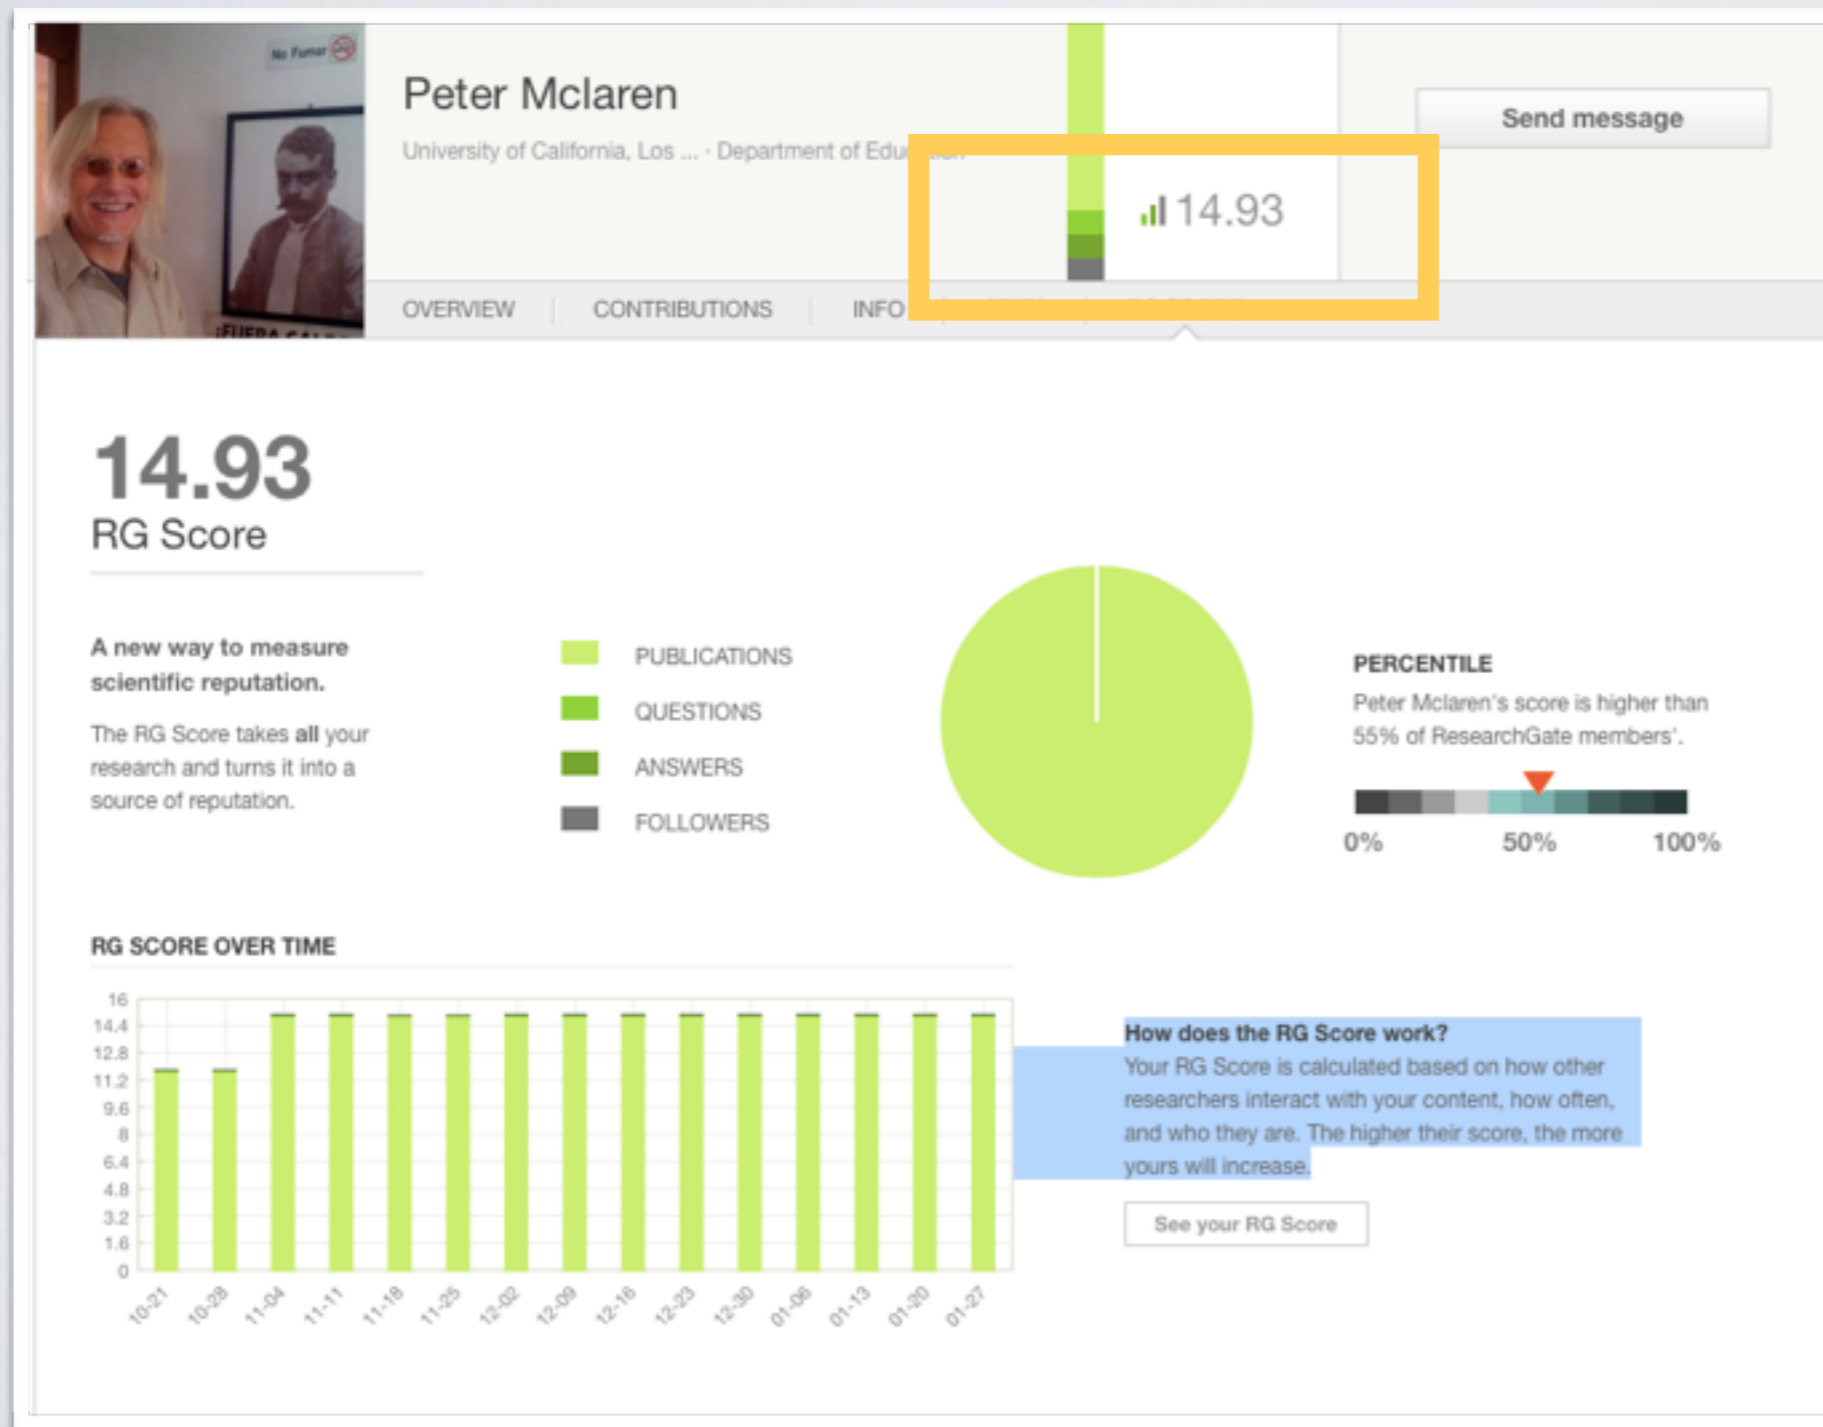 No Fumar
Peter Mclaren
University of California, Los ... · Department of
14.93
Send message
OVERVIEW
CONTRIBUTIONS
INFO
14.93
RG Score
A new way to measure
scientific reputation.
The RG Score takes all your
research and turns it into a
source of reputation.
PUBLICATIONS
QUESTIONS
ANSWERS
FOLLOWERS
PERCENTILE
Peter Mclaren's score is higher than
55% of ResearchGate members'.
0%
50%
100%
RG SCORE OVER TIME
16
14.4
12.8
11.2
9.6
8
6.4
4.8
3.2
1.6
0
10-21
10-28
11-04
11-11
11-18
11-25
12-02
12-09
12-16
12-23
12-30
01-06
01-13
01-20
01-27
How does the RG Score work?
Your RG Score is calculated based on how other
researchers interact with your content, how often,
and who they are. The higher their score, the more
yours will increase.
See your RG Score